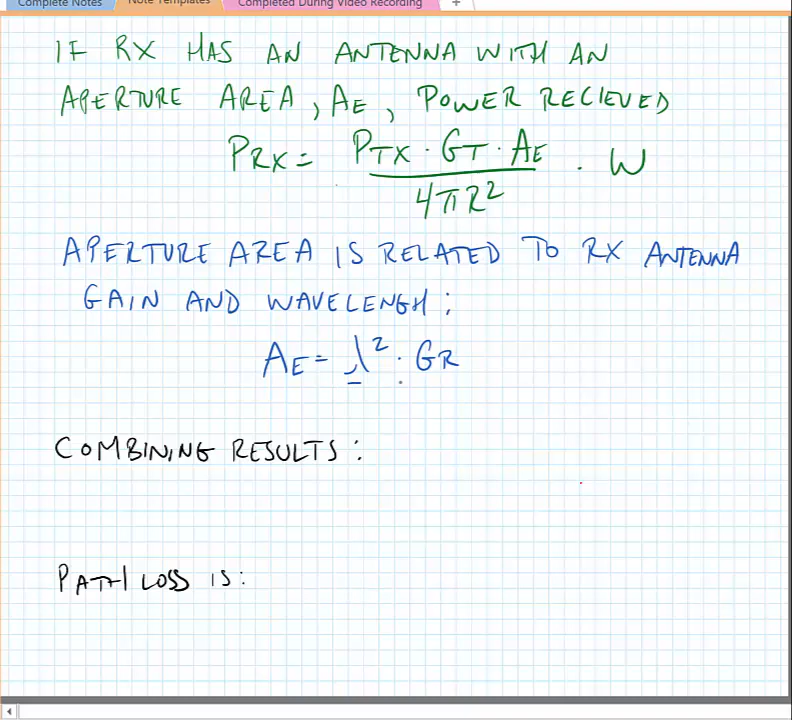 Complete Notes Note Templates Completed During Video Recording +
IF RX HAS AN ANTENNA WITH AN
APERTURE AREA, AE, POWER RECIEVED
PRX = PTX · GT · AE / 4πR² · W
APERTURE AREA IS RELATED TO RX ANTENNA
GAIN AND WAVELENGH:
AE = λ² · GR
COMBINING RESULTS:
PATH LOSS IS: